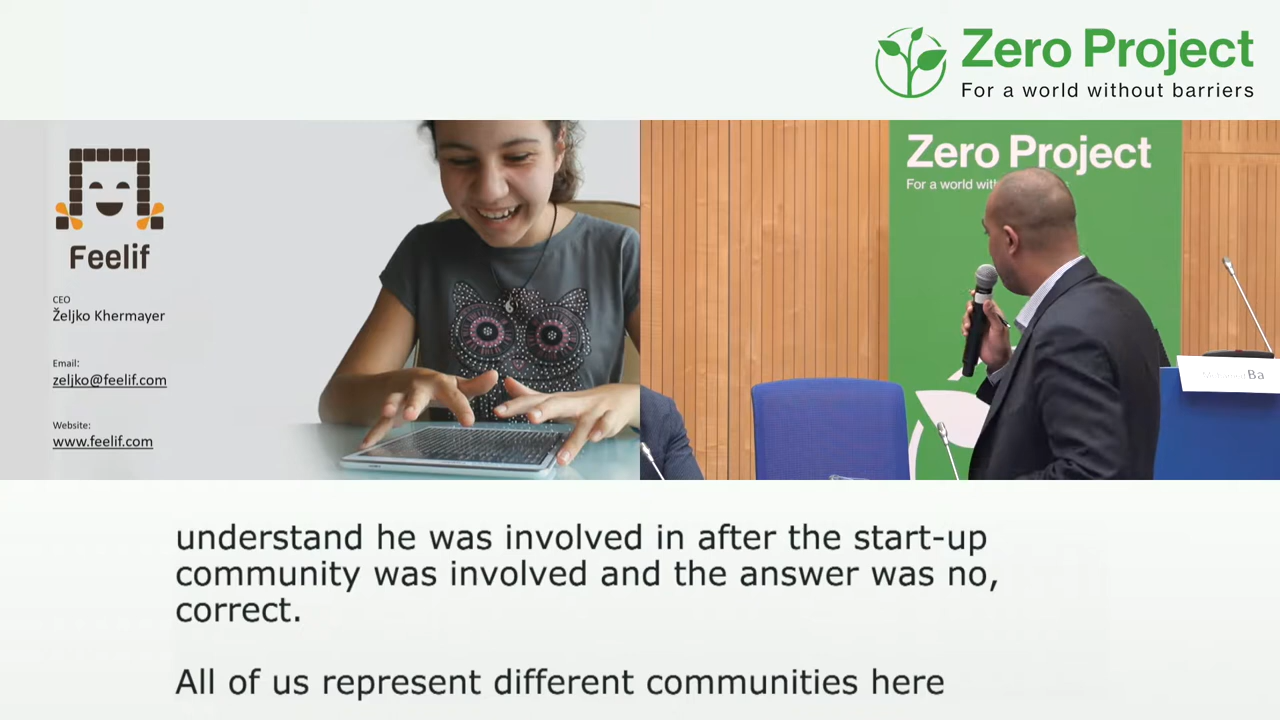 Zero Project
For a world without barriers
Feelif
CEO
Željko Khermayer
Email:
zeljko@feelif.com
Website:
www.feelif.com
Zero Project
For a world
Ba
understand he was involved in after the start-up
community was involved and the answer was no,
correct.
All of us represent different communities here